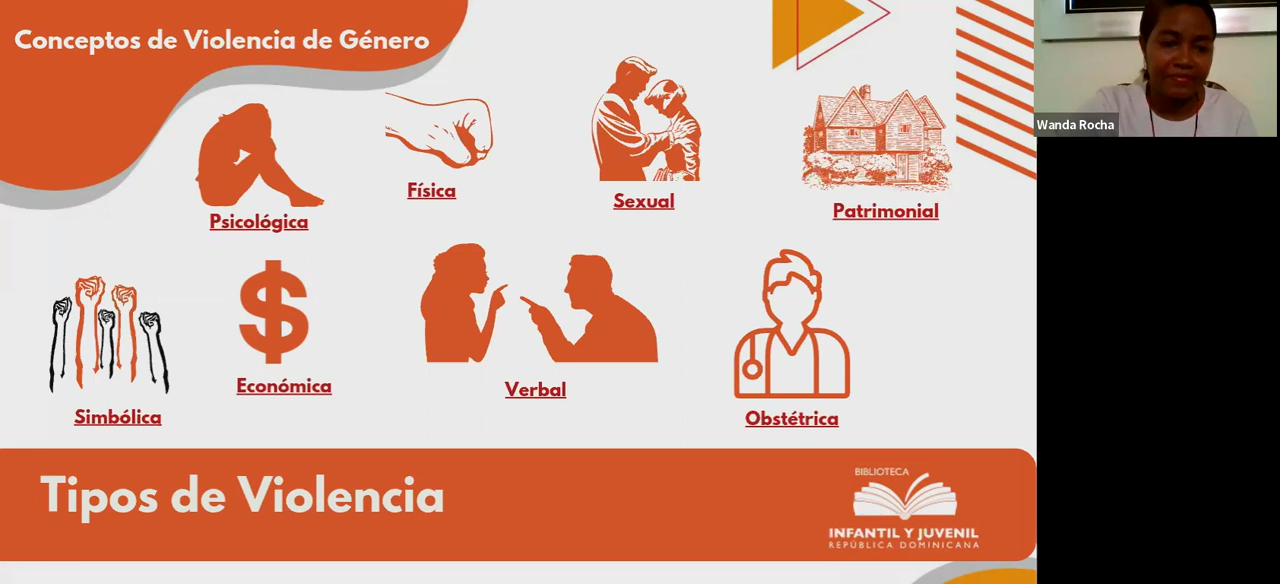 Conceptos de Violencia de Género
Wanda Rocha
Psicológica
Física
Sexual
Patrimonial
Simbólica
Económica
$
Verbal
Obstétrica
Tipos de Violencia
BIBLIOTECA
INFANTIL Y JUVENIL
REPÚBLICA DOMINICANA